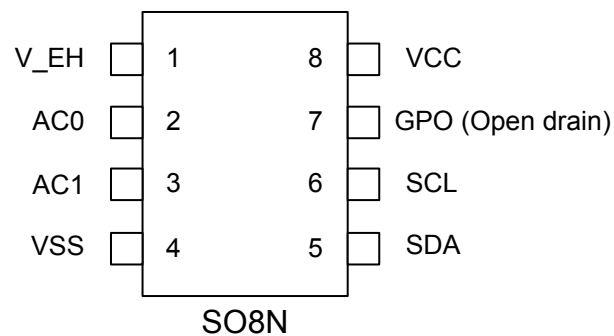 V_EH 1 8 VCC
AC0 2 7 GPO (Open drain)
AC1 3 6 SCL
VSS 4 5 SDA
SO8N